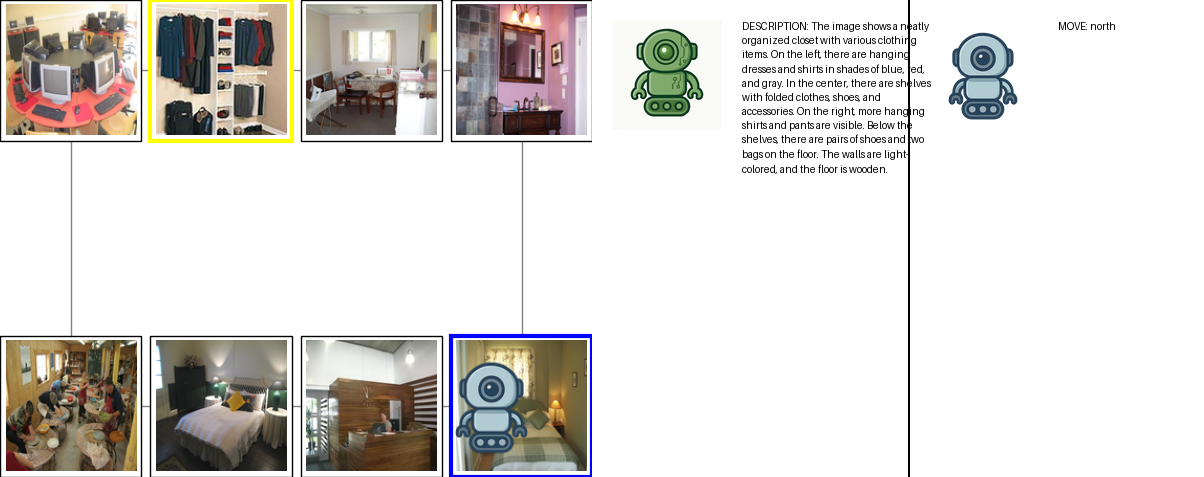 DESCRIPTION: The image shows a neatly
organized closet with various clothing
items. On the left, there are hanging
dresses and shirts in shades of blue, red,
and gray. In the center, there are shelves
with folded clothes, shoes, and
accessories. On the right, more hanging
shirts and pants are visible. Below the
shelves, there are pairs of shoes and two
bags on the floor. The walls are light-
colored, and the floor is wooden.
MOVE: north